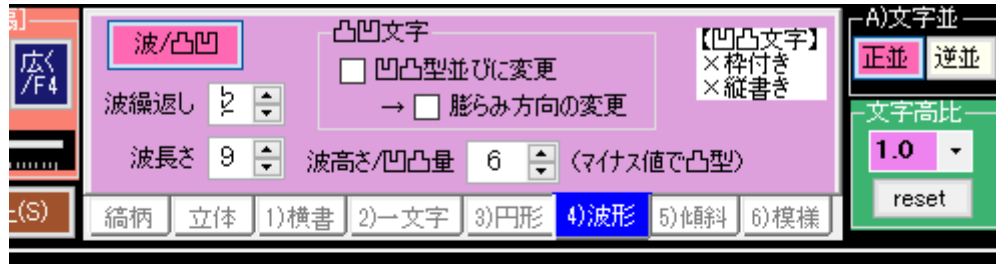 広く
/F4
(S)
波/凸凹
波繰返し
波長さ 9
凸凹文字
凹凸型並びに変更
→ 膨らみ方向の変更
波高さ/凹凸量 6 (マイナス値で凸型)
【凹凸文字】
×枠付き
×縦書き
縞柄 立体 1)横書 2)一文字 3)円形 4)波形 5)傾斜 6)模様
A)文字並
正並 逆並
文字高比
1.0
reset